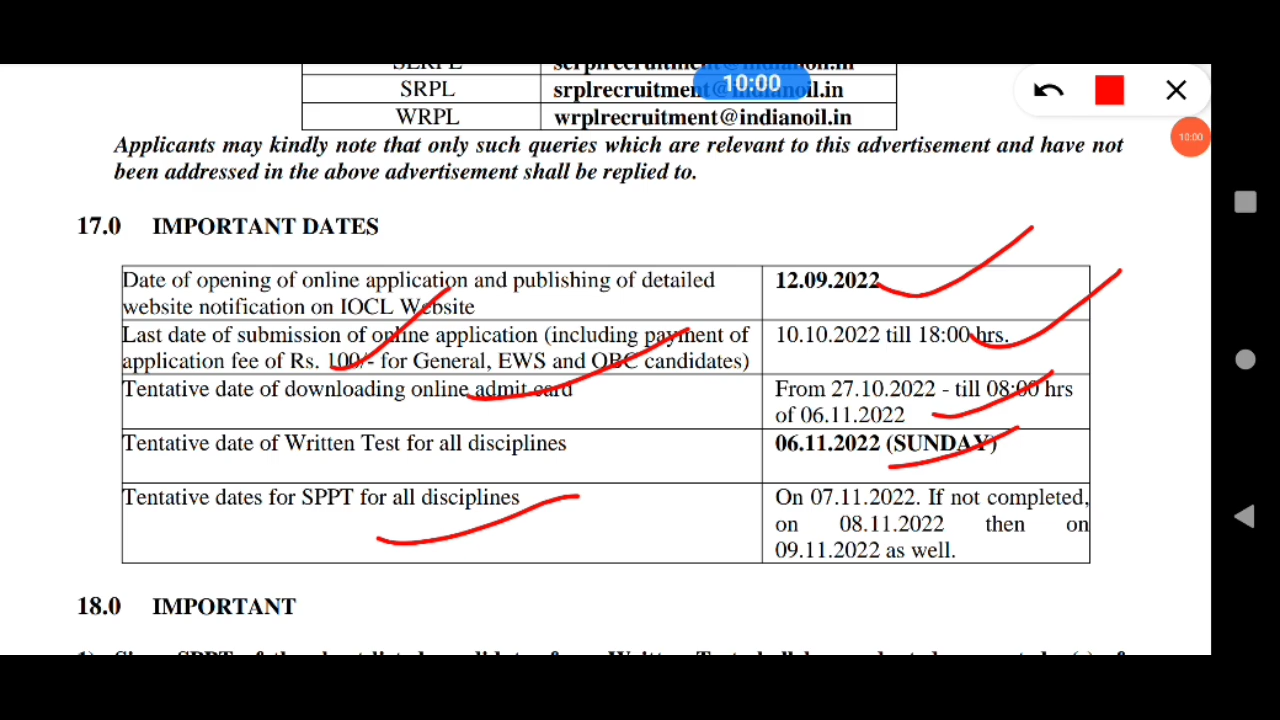 SRPL srplrecruitment@indianoil.in
10:00
WRPL wrplrecruitment@indianoil.in
10:00
Applicants may kindly note that only such queries which are relevant to this advertisement and have not
been addressed in the above advertisement shall be replied to.
17.0 IMPORTANT DATES
Date of opening of online application and publishing of detailed 12.09.2022
website notification on IOCL Website
Last date of submission of online application (including payment of 10.10.2022 till 18:00 hrs.
application fee of Rs. 100/- for General, EWS and OBC candidates)
Tentative date of downloading online admit card From 27.10.2022 - till 08:00 hrs
of 06.11.2022
Tentative date of Written Test for all disciplines 06.11.2022 (SUNDAY)
Tentative dates for SPPT for all disciplines On 07.11.2022. If not completed,
on 08.11.2022 then on
09.11.2022 as well.
18.0 IMPORTANT